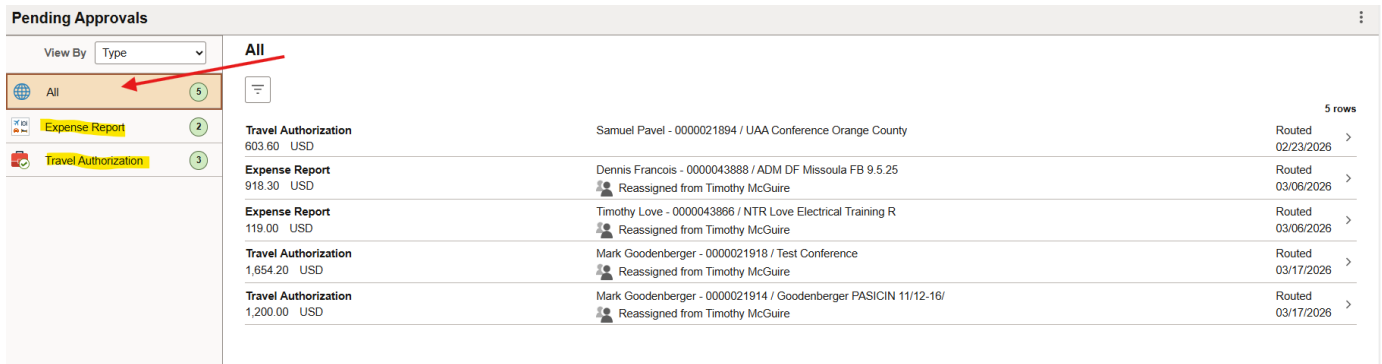 Pending Approvals
View By Type
All 5
Expense Report 2
Travel Authorization 3
All
5 rows
Travel Authorization Samuel Pavel - 0000021894 / UAA Conference Orange County Routed
603.60 USD 02/23/2026
Expense Report Dennis Francois - 0000043888 / ADM DF Missoula FB 9.5.25 Routed
918.30 USD Reassigned from Timothy McGuire 03/06/2026
Expense Report Timothy Love - 0000043866 / NTR Love Electrical Training R Routed
119.00 USD Reassigned from Timothy McGuire 03/06/2026
Travel Authorization Mark Goodenberger - 0000021918 / Test Conference Routed
1,654.20 USD Reassigned from Timothy McGuire 03/17/2026
Travel Authorization Mark Goodenberger - 0000021914 / Goodenberger PASICIN 11/12-16/ Routed
1,200.00 USD Reassigned from Timothy McGuire 03/17/2026